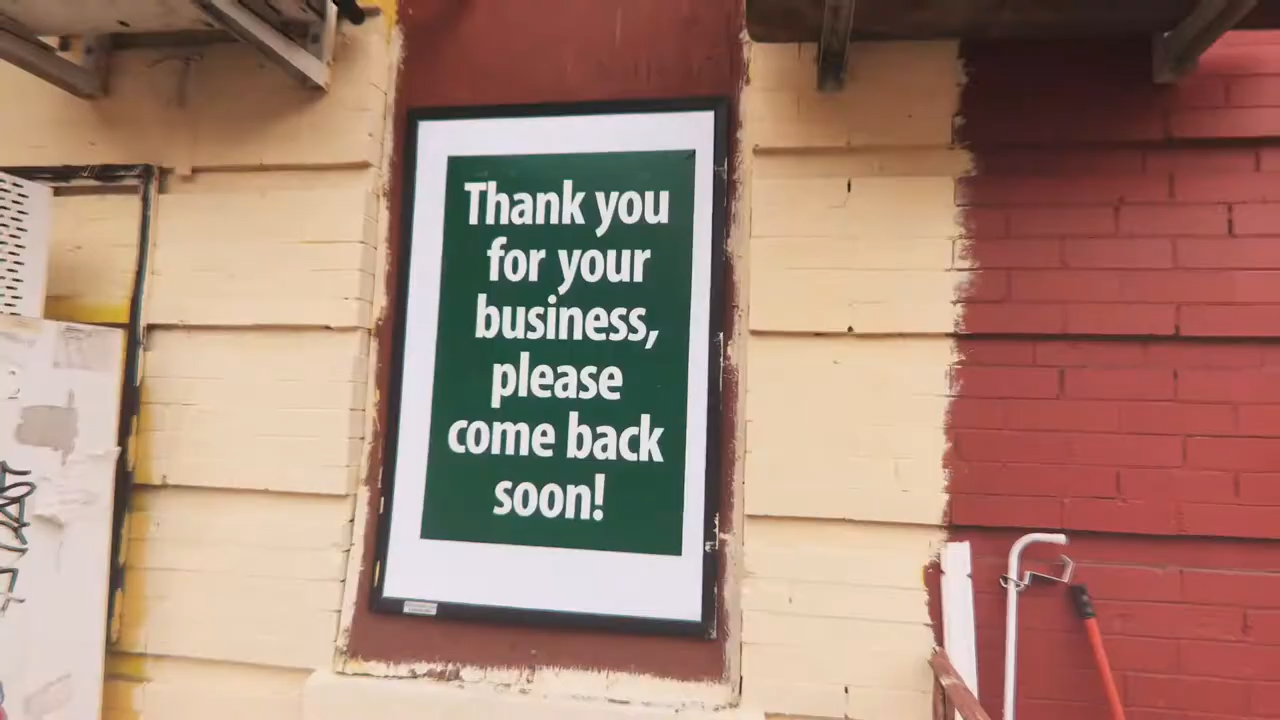 Thank you
for your
business,
please
come back
soon!